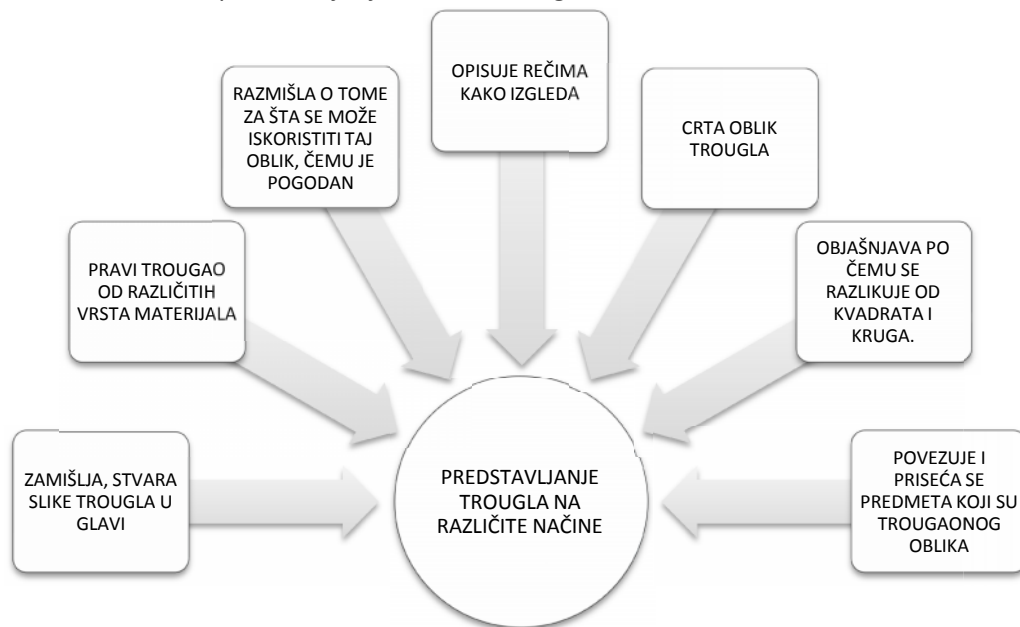 OPISUJE REČIMA
KAKO IZGLEDA
RAZMIŠLA O TOME
ZA ŠTA SE MOŽE
ISKORISTITI TAJ
OBLIK, ČEMU JE
POGODAN
CRTA OBLIK
TROUGLA
PRAVI TROUGAO
OD RAZLIČITIH
VRSTA MATERIJALA
OBJAŠNJAVA PO
ČEMU SE
RAZLIKUJE OD
KVADRATA I
KRUGA.
ZAMIŠLJA, STVARA
SLIKE TROUGLA U
GLAVI
PREDSTAVLJANJE
TROUGLA NA
RAZLIČITE NAČINE
POVEZUJE I
PRISEĆA SE
PREDMETA KOJI SU
TROUGAONOG
OBLIKA